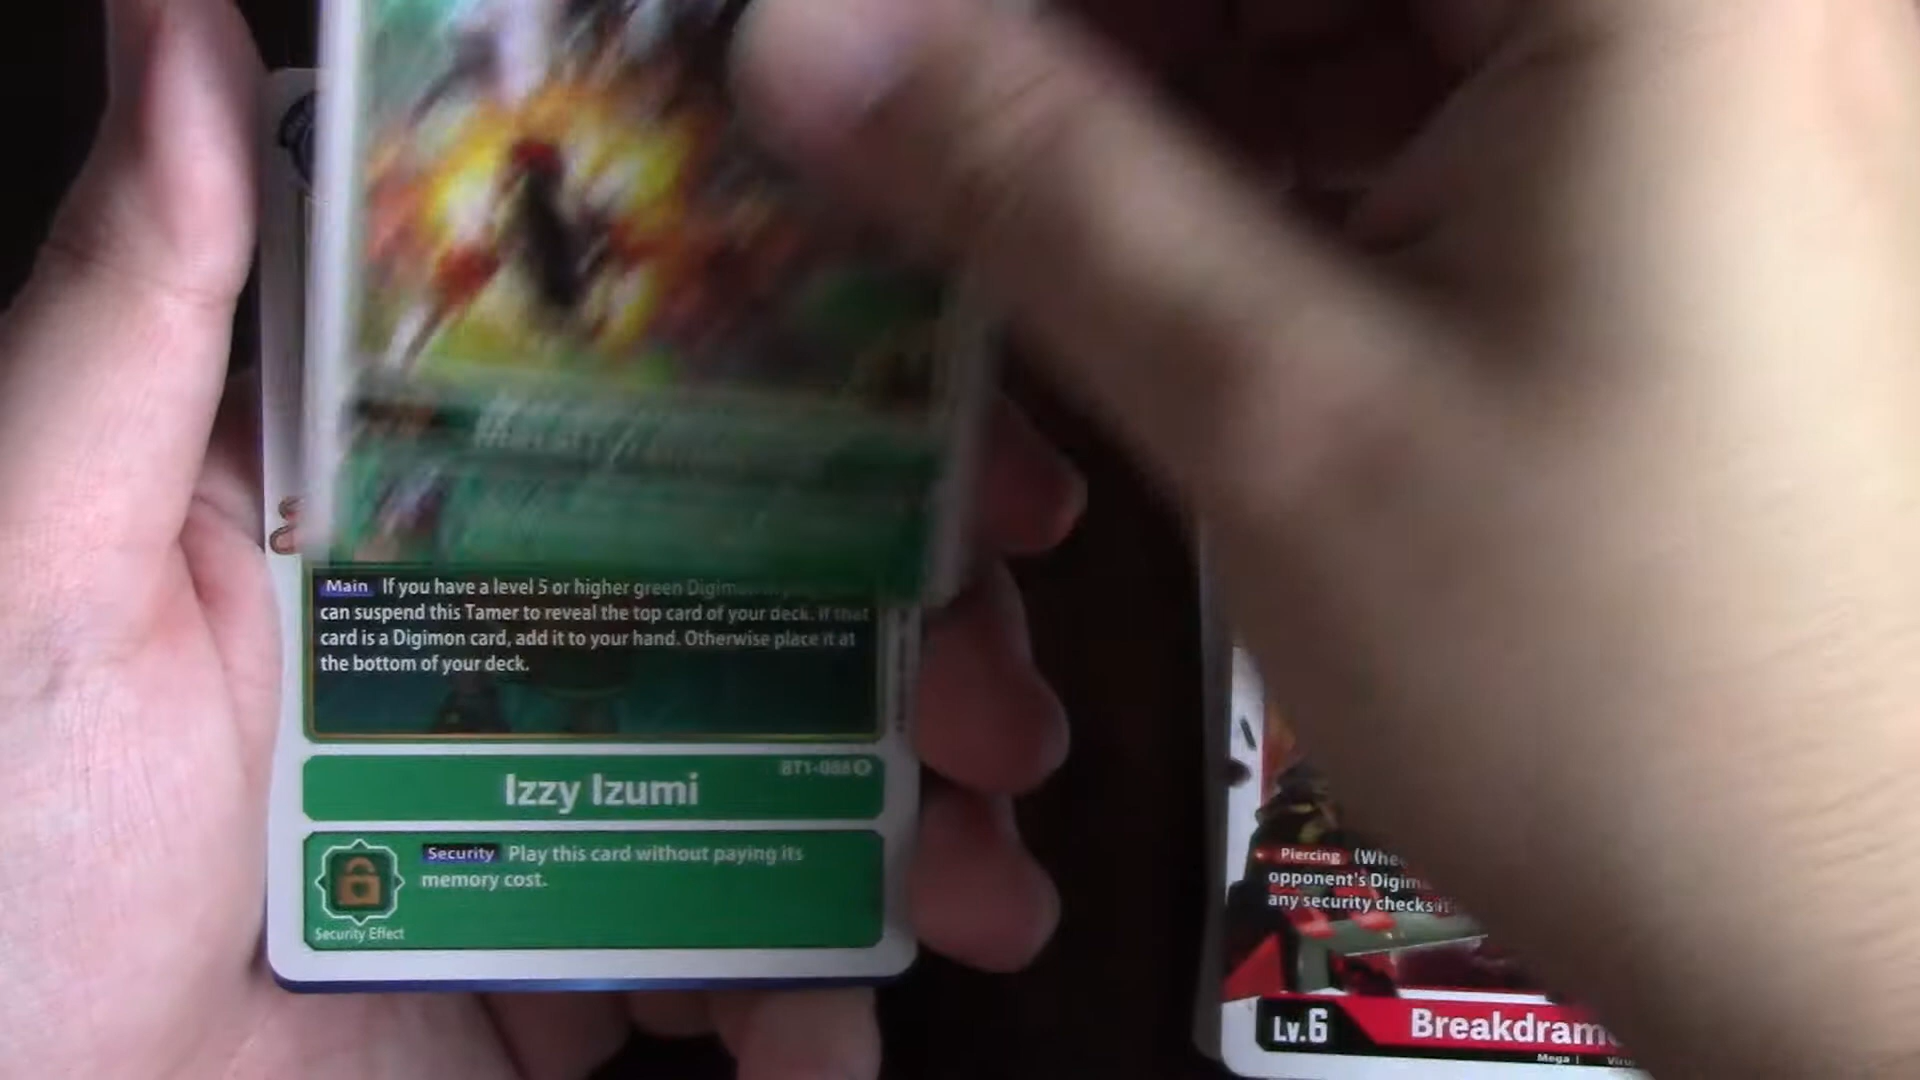 Main If you have a level 5 or higher green
can suspend this Tamer to reveal the top card of your deck. If that
card is a Digimon card, add it to your hand. Otherwise place it at
the bottom of your deck.
BT1-088
Izzy Izumi
Security Play this card without paying its
memory cost.
Security Effect
Piercing
opponent's
any security checks it
Lv.6
Mega